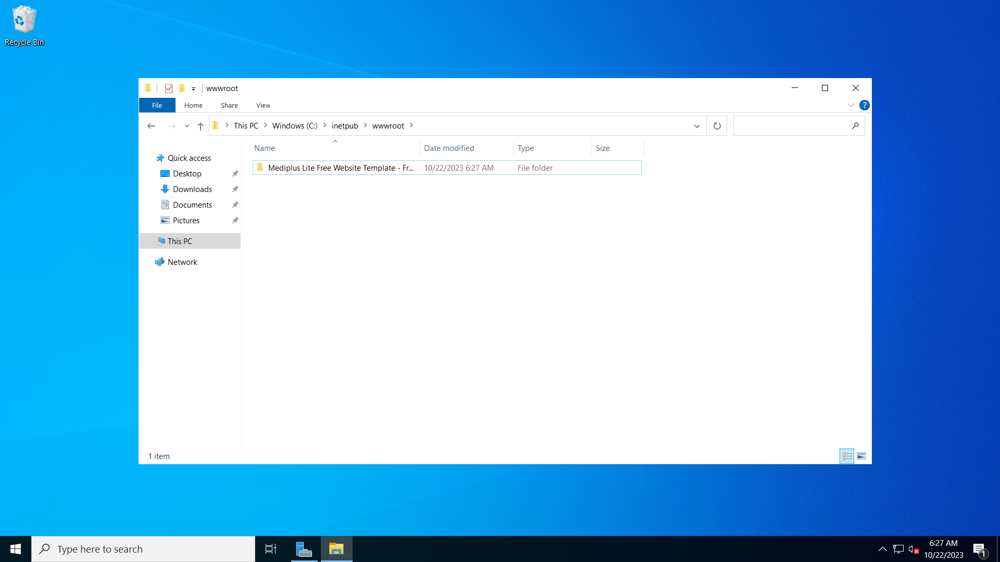 Recycle Bin
wwwroot
File Home Share View
This PC Windows (C:) inetpub wwwroot
Name Date modified Type Size
Mediplus Lite Free Website Template - Fr... 10/22/2023 6:27 AM File folder
Quick access
Desktop
Downloads
Documents
Pictures
This PC
Network
1 item
Type here to search
6:27 AM
10/22/2023
1